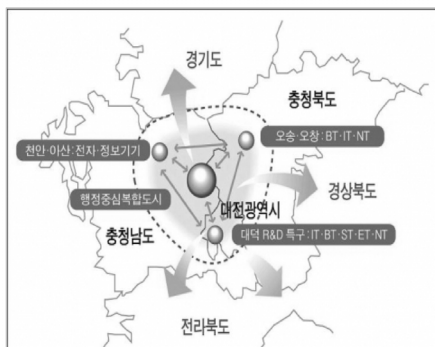 경기도
충청북도
천안·아산:전자·정보기기
오송·오창:BT·IT·NT
행정중심복합도시
경상북도
대전광역시
충청남도
대덕 R&D 특구:IT·BT·ST·ET·NT
전라북도